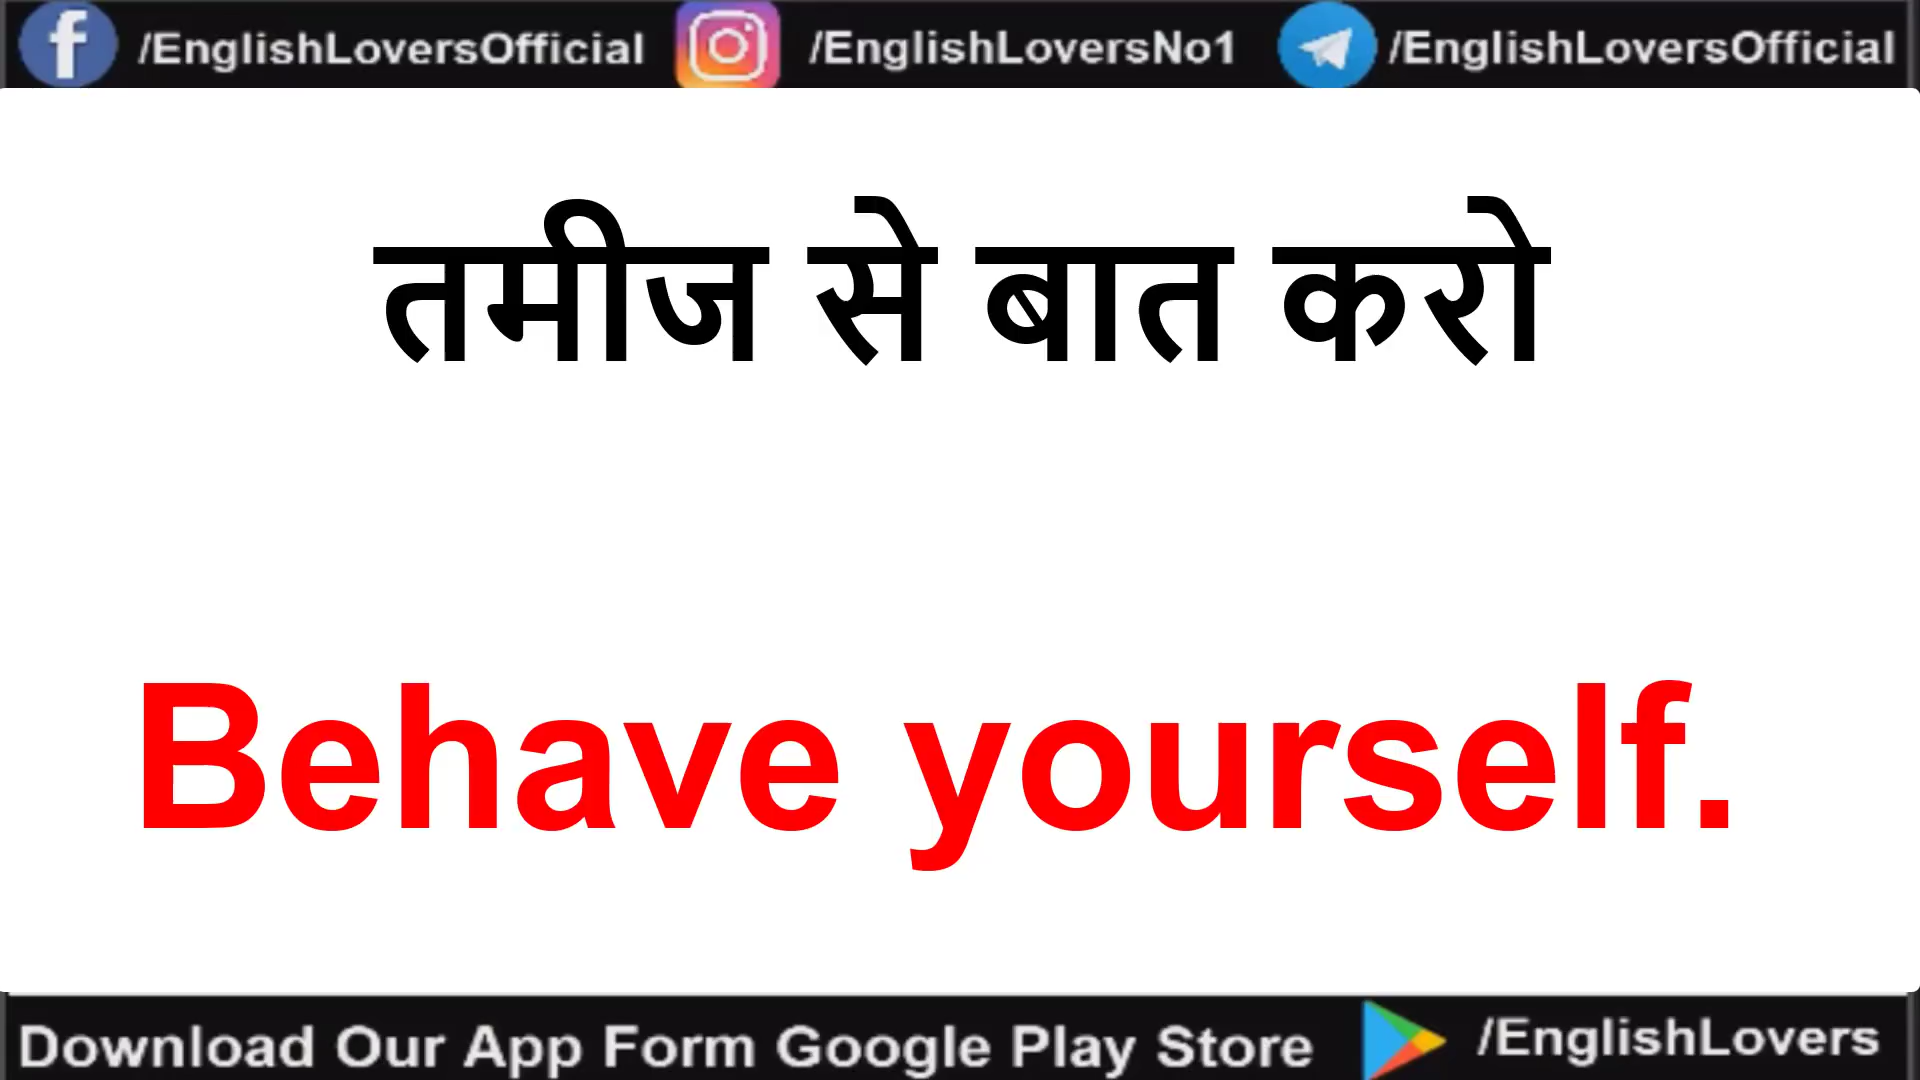 /EnglishLoversOfficial /EnglishLoversNo1 /EnglishLoversOfficial
तमीज से बात करो
Behave yourself.
Download Our App Form Google Play Store /EnglishLovers